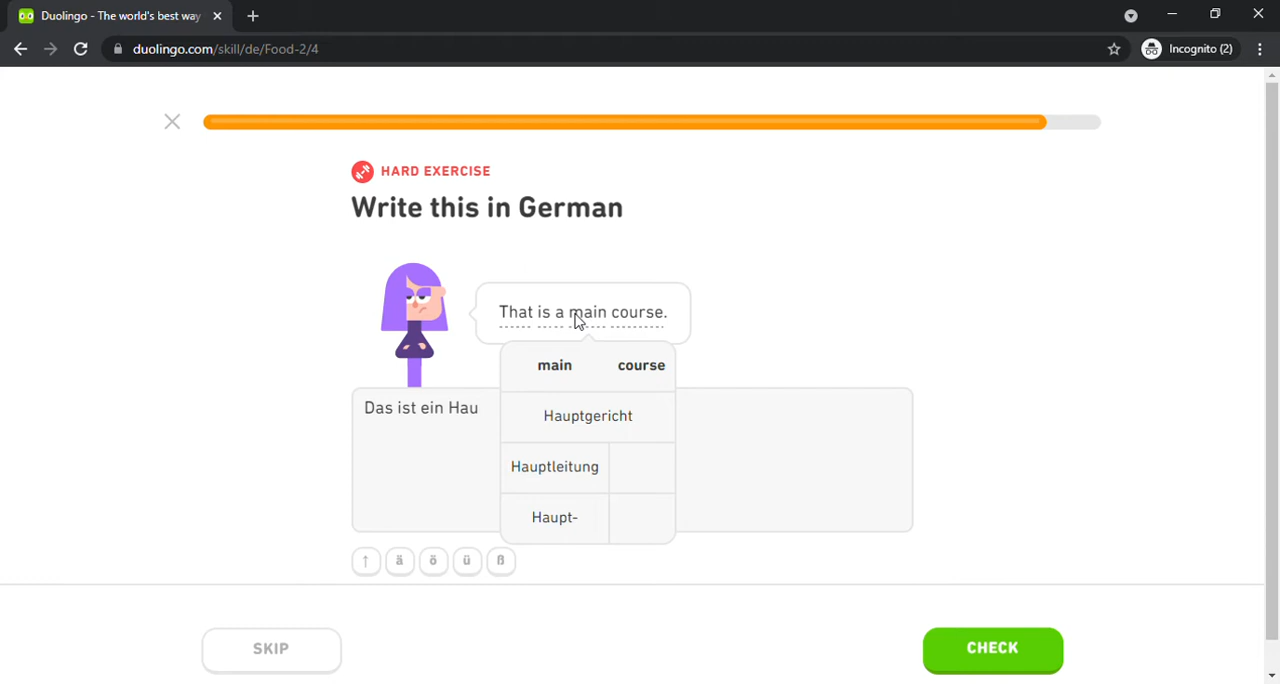 Duolingo - The world's best way
duolingo.com/skill/de/Food-2/4
Incognito (2)
HARD EXERCISE
Write this in German
That is a main course.
main course
Hauptgericht
Hauptleitung
Haupt-
Das ist ein Hau
↑ ä ö ü ß
SKIP
CHECK